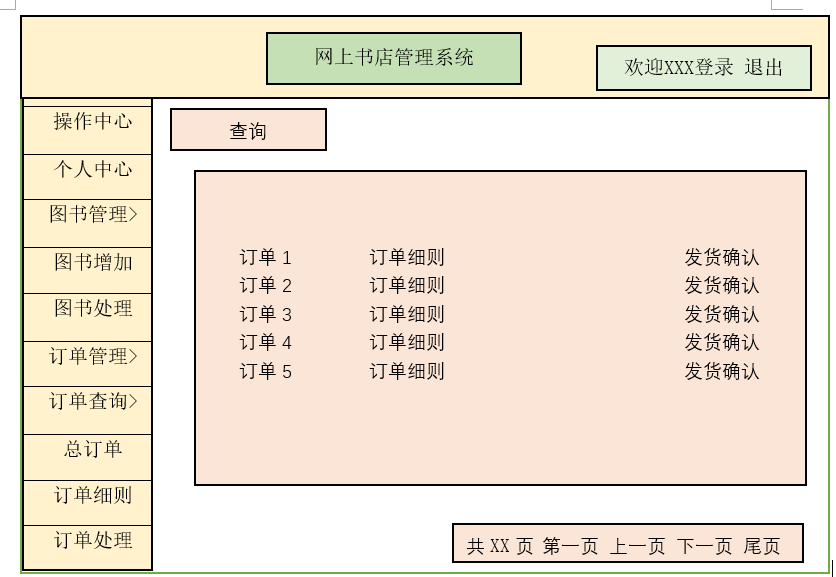 网上书店管理系统
欢迎XXX登录 退出
操作中心
个人中心
图书管理>
图书增加
图书处理
订单管理>
订单查询>
总订单
订单细则
订单处理
查询
订单 1 订单细则 发货确认
订单 2 订单细则 发货确认
订单 3 订单细则 发货确认
订单 4 订单细则 发货确认
订单 5 订单细则 发货确认
共 XX 页 第一页 上一页 下一页 尾页